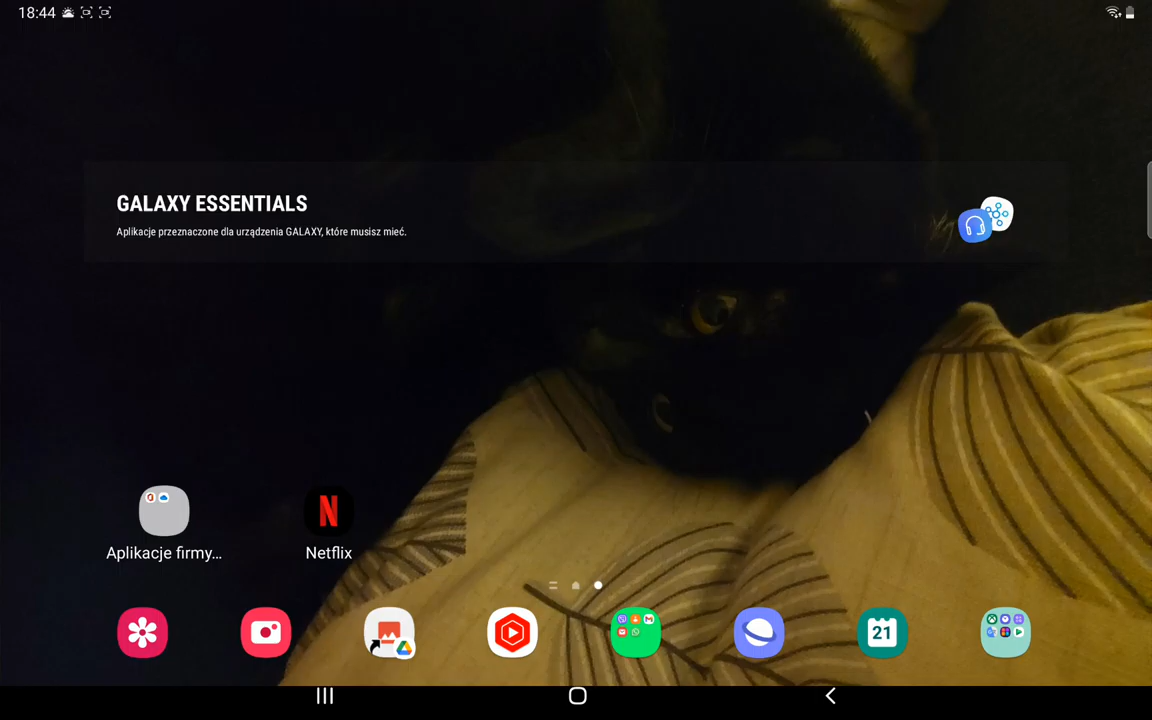 18:44
GALAXY ESSENTIALS
Aplikacje przeznaczone dla urządzenia GALAXY, które musisz mieć.
Aplikacje firmy...
N
Netflix
21